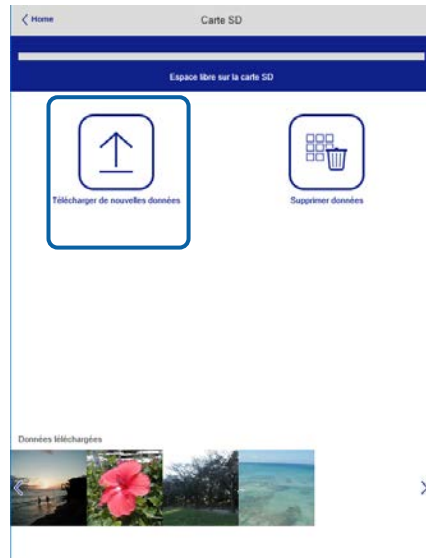 Home
Carte SD
Espace libre sur la carte SD
Télécharger de nouvelles données
Supprimer données
Données téléchargées